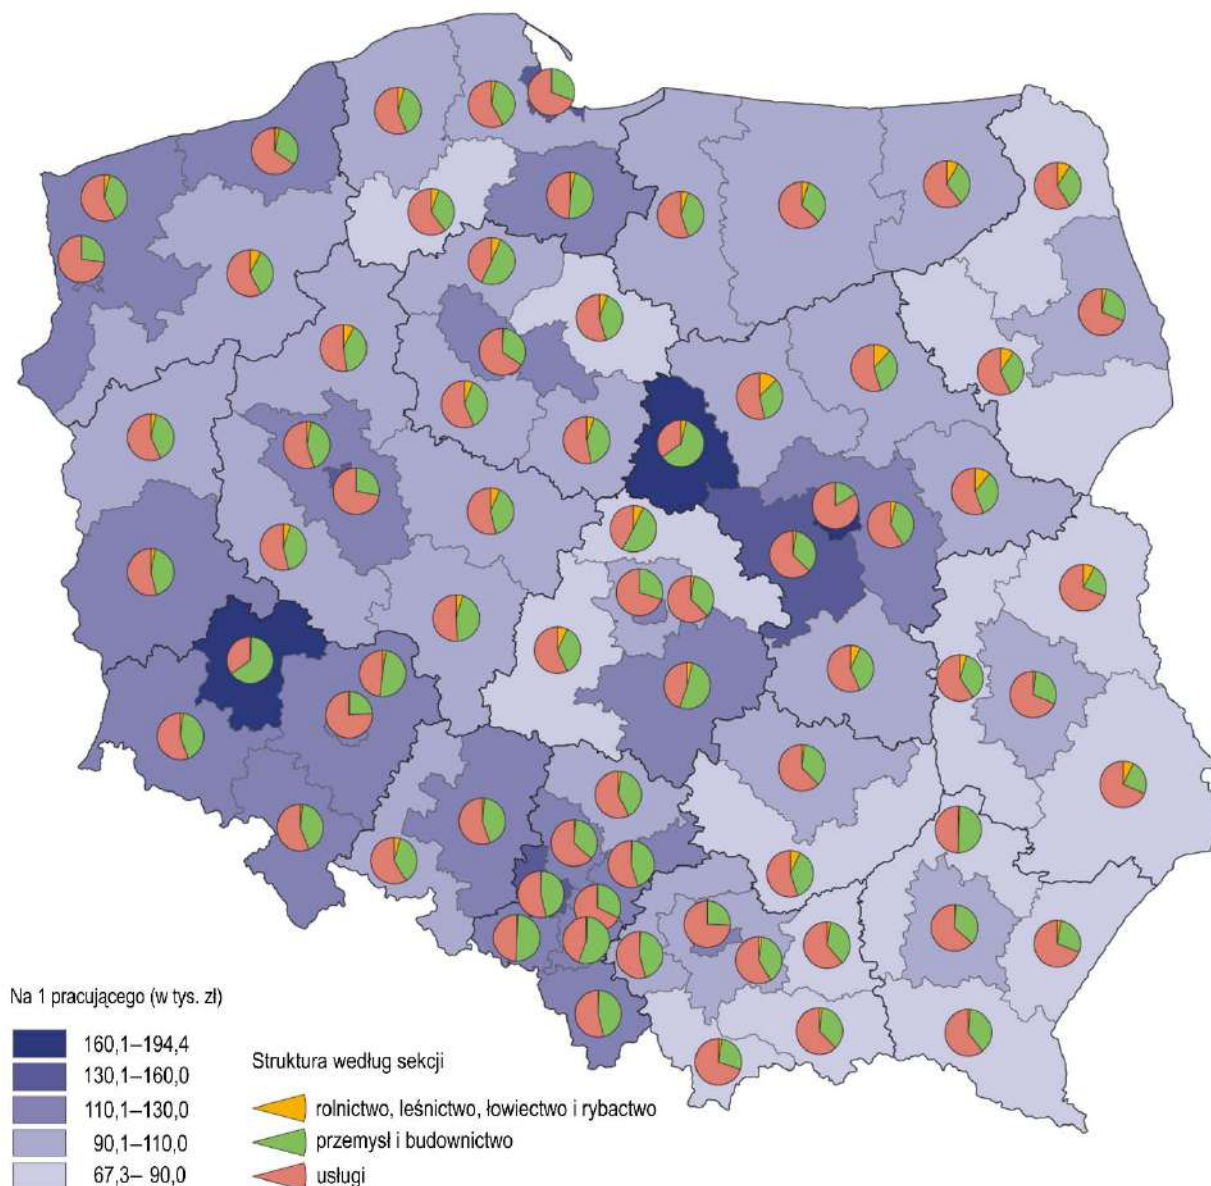 Na 1 pracującego (w tys. zł)
160,1–194,4
130,1–160,0
110,1–130,0
90,1–110,0
67,3– 90,0
Struktura według sekcji
rolnictwo, leśnictwo, łowiectwo i rybactwo
przemysł i budownictwo
usługi